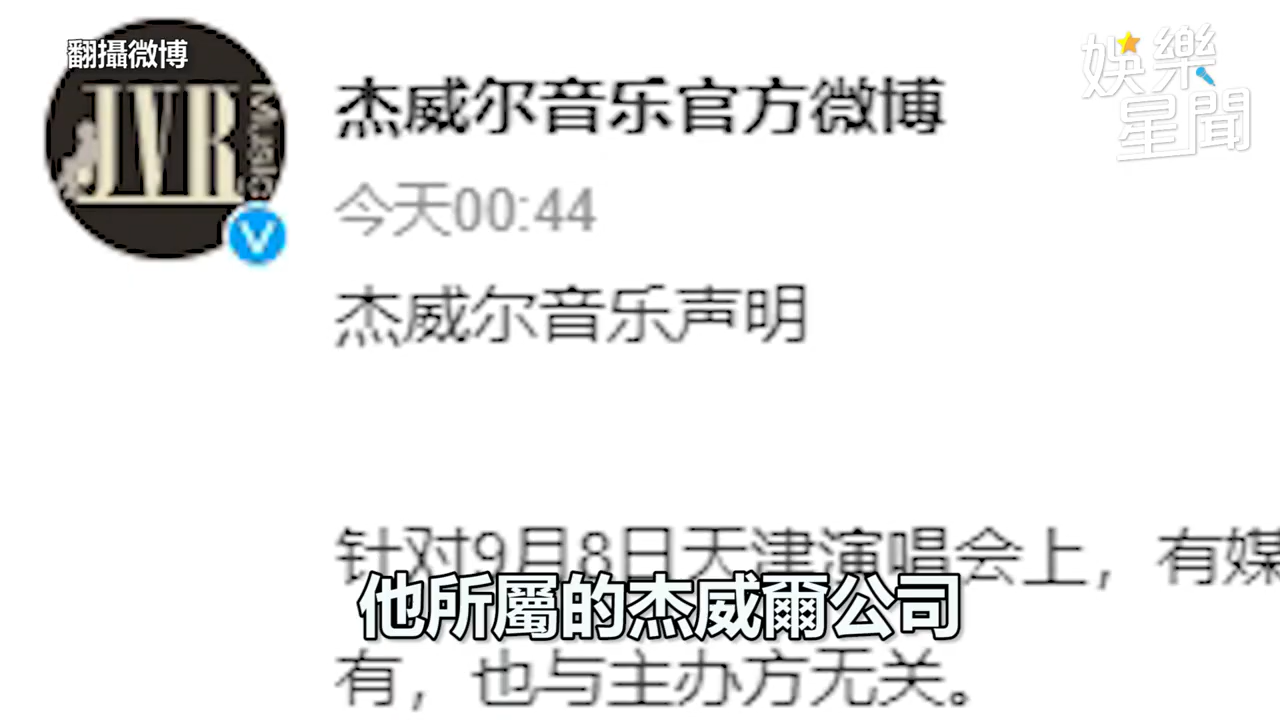 翻攝微博
JVR Music
娛樂
星聞
杰威尔音乐官方微博
今天00:44
杰威尔音乐声明
针对9月8日天津演唱会上，有媒
他所屬的杰威爾公司
有，也与主办方无关。